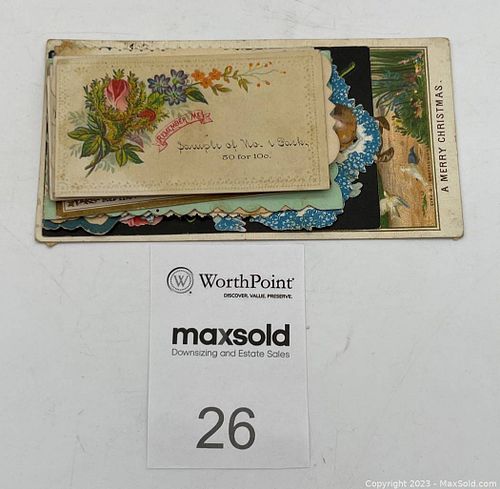 REMEMBER ME!
Sample of No. 1 Pack,
50 for 10c.
A MERRY CHRISTMAS.
W WorthPoint®
DISCOVER. VALUE. PRESERVE.
maxsold
Downsizing and Estate Sales
26
Copyright 2023 - MaxSold.com